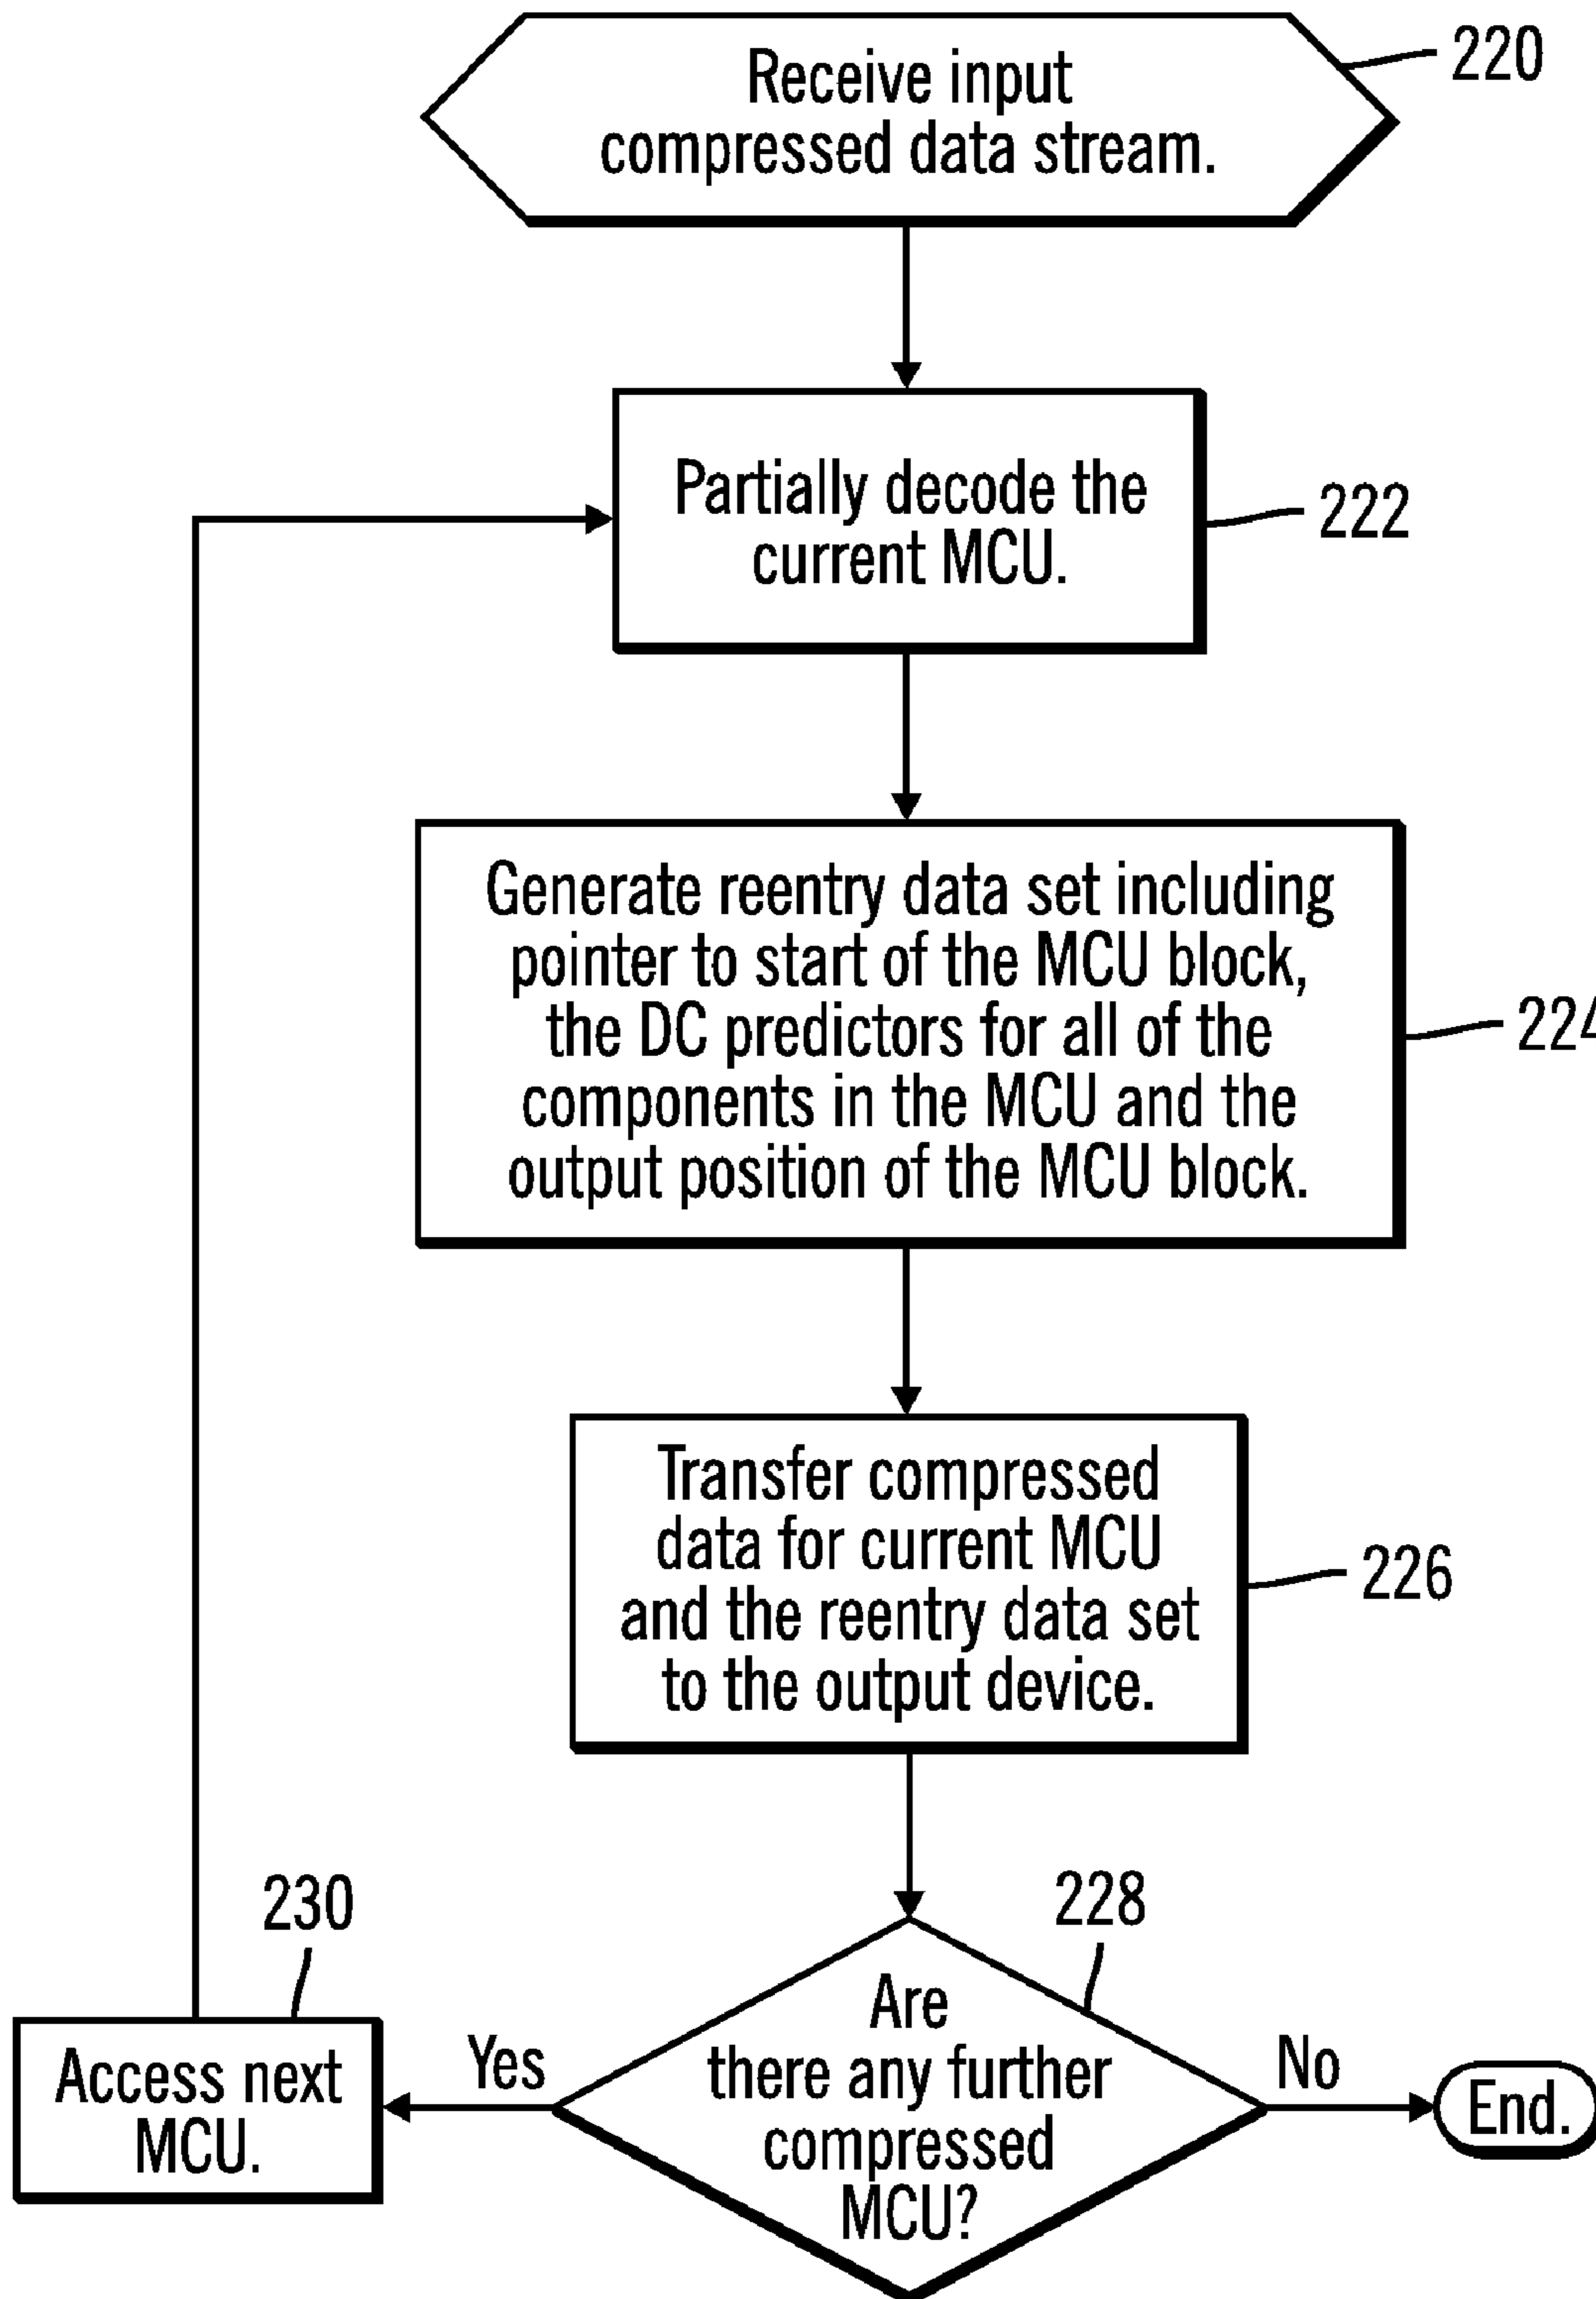 Receive input
compressed data stream.
220
Partially decode the
current MCU.
222
Generate reentry data set including
pointer to start of the MCU block,
the DC predictors for all of the
components in the MCU and the
output position of the MCU block.
224
Transfer compressed
data for current MCU
and the reentry data set
to the output device.
226
228
Are
there any further
compressed
MCU?
Yes
No
230
Access next
MCU.
End.